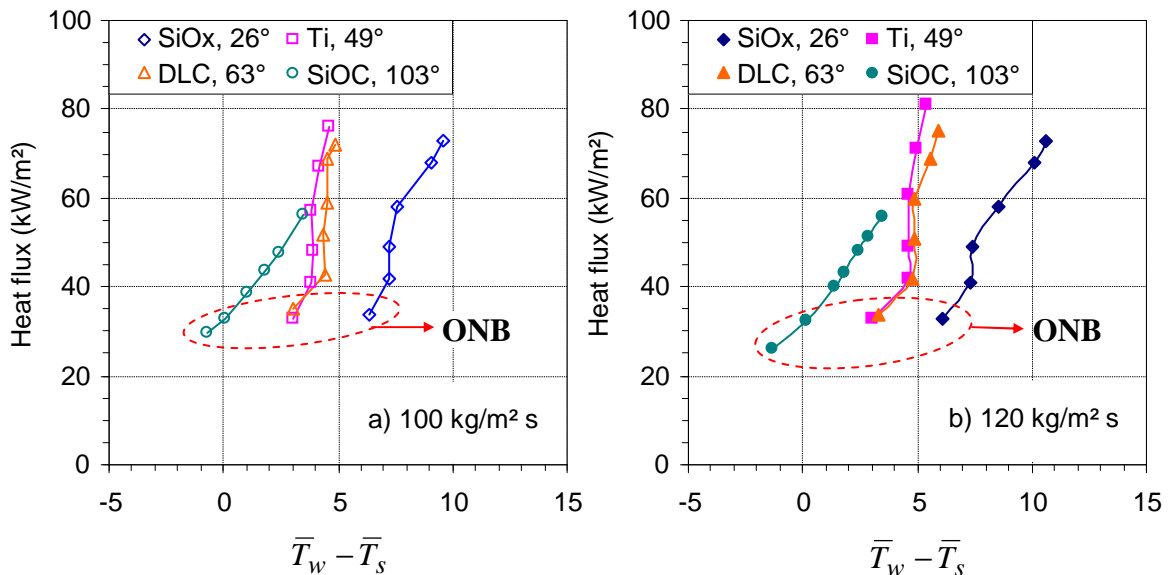 100
80
60
40
20
0
-5 0 5 10 15
Heat flux (kW/m²)
SiOx, 26° Ti, 49°
DLC, 63° SiOC, 103°
ONB
a) 100 kg/m² s
T̅w − T̅s
100
80
60
40
20
0
-5 0 5 10 15
Heat flux (kW/m²)
SiOx, 26° Ti, 49°
DLC, 63° SiOC, 103°
ONB
b) 120 kg/m² s
T̅w − T̅s